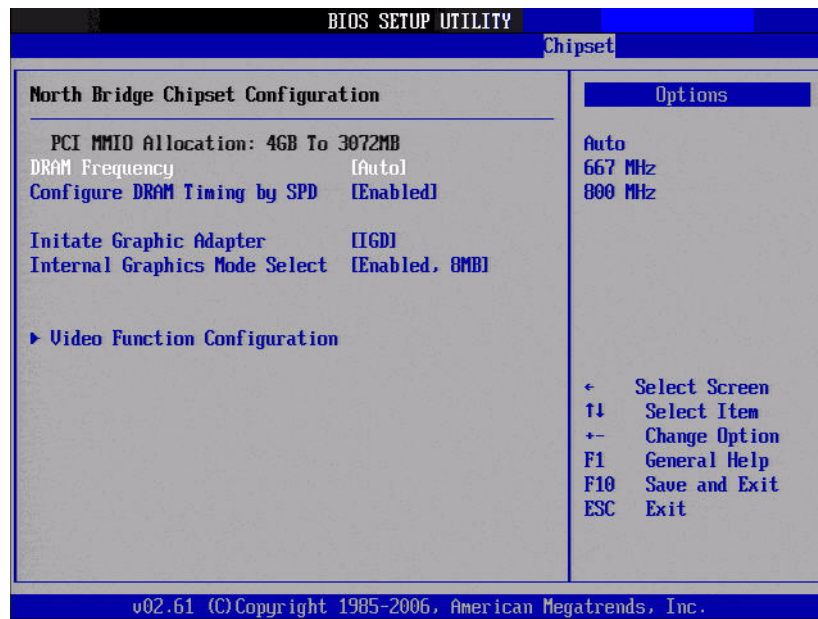 BIOS SETUP UTILITY
Chipset
North Bridge Chipset Configuration
PCI MMIO Allocation: 4GB To 3072MB
DRAM Frequency [Auto]
Configure DRAM Timing by SPD [Enabled]
Initate Graphic Adapter [IGD]
Internal Graphics Mode Select [Enabled, 8MB]
▶ Video Function Configuration
Options
Auto
667 MHz
800 MHz
← Select Screen
↑↓ Select Item
+- Change Option
F1 General Help
F10 Save and Exit
ESC Exit
v02.61 (C)Copyright 1985-2006, American Megatrends, Inc.